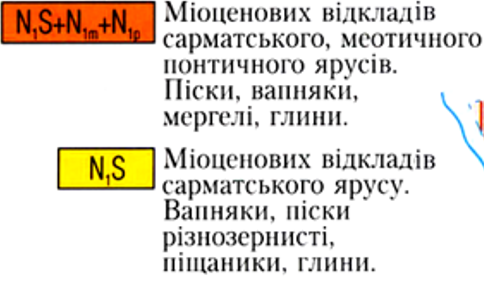 N₁S+N₁ₘ+N₁ₚ
Міоценових відкладів
сарматського, меотичного
понтичного ярусів.
Піски, вапняки,
мергелі, глини.
N₁S
Міоценових відкладів
сарматського ярусу.
Вапняки, піски
різнозернисті,
піщаники, глини.